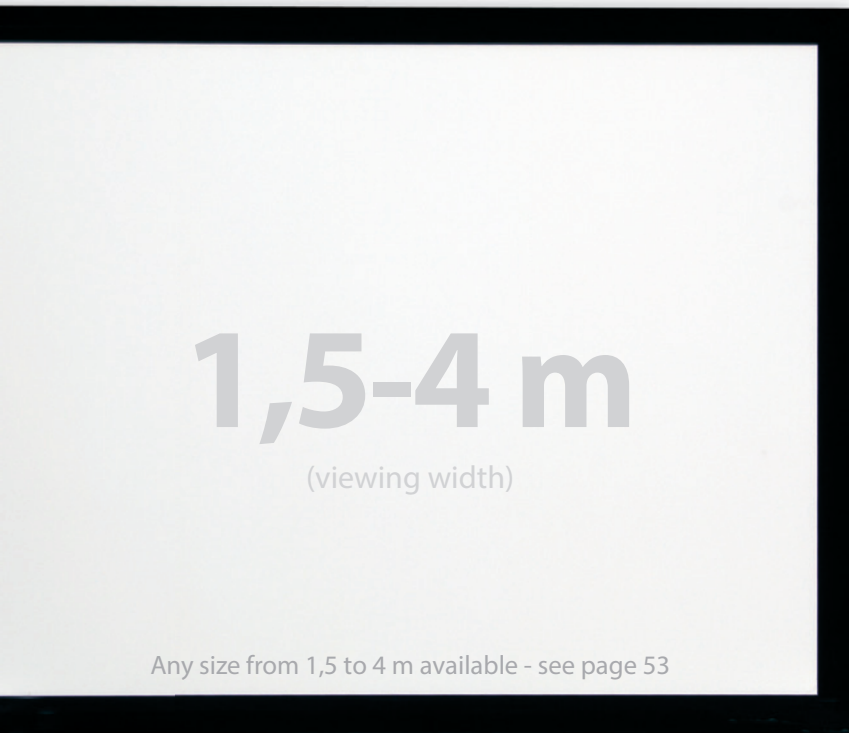 1,5-4 m
(viewing width)
Any size from 1,5 to 4 m available - see page 53